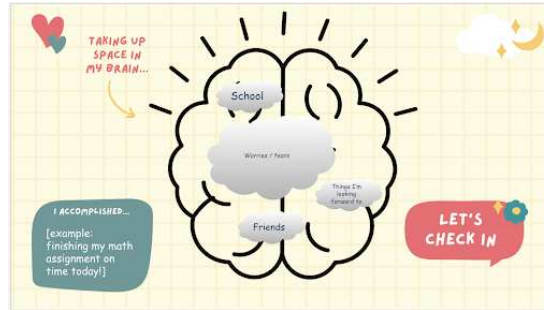 TAKING UP
SPACE IN
MY BRAIN...
School
Worries / fears
Things I'm
looking
forward to
Friends
I ACCOMPLISHED...
[example:
finishing my math
assignment on
time today!]
LET'S
CHECK IN